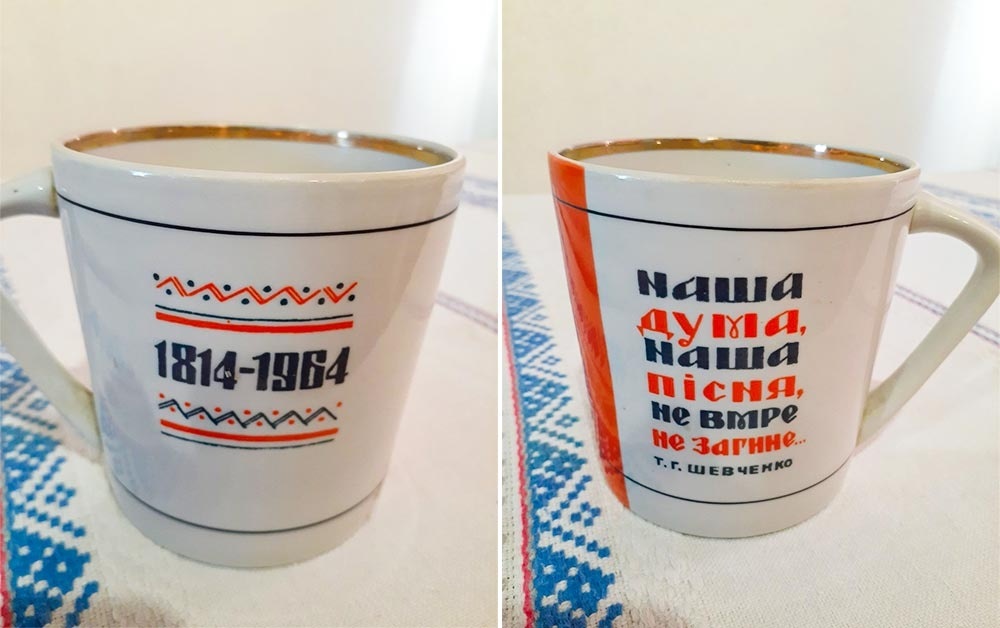 1814-1964
наша
дума,
наша
пісня,
не вмре
не загине...
Т. Г. ШЕВЧЕНКО